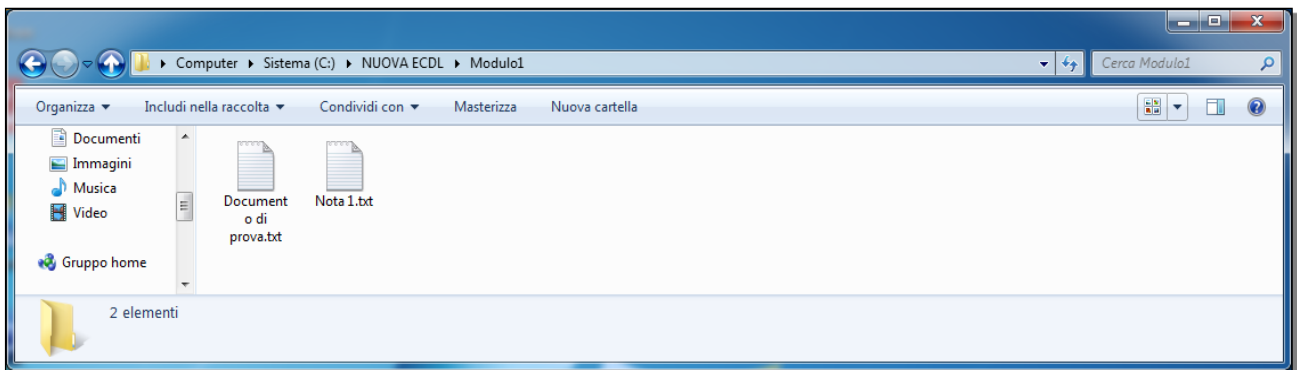 Computer Sistema (C:) NUOVA ECDL Modulo1
Cerca Modulo1
Organizza Includi nella raccolta Condividi con Masterizza Nuova cartella
Documenti
Immagini
Musica
Video
Gruppo home
Document
o di
prova.txt
Nota 1.txt
2 elementi